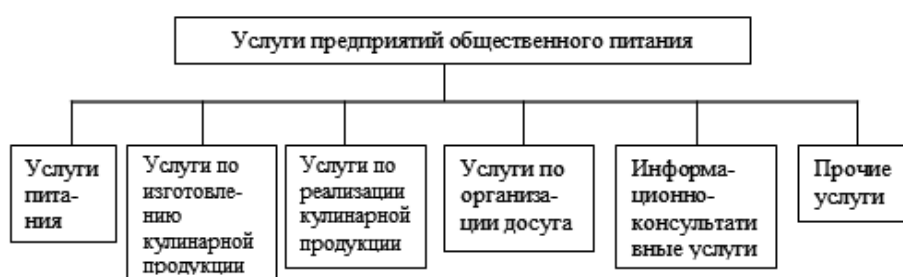 Услуги предприятий общественного питания
Услуги
пита-
ния
Услуги по
изготовле-
нию
кулинарной
продукции
Услуги по
реализации
кулинарной
продукции
Услуги по
организа-
ции досуга
Информа-
ционно-
консультати
вные услуги
Прочие
услуги